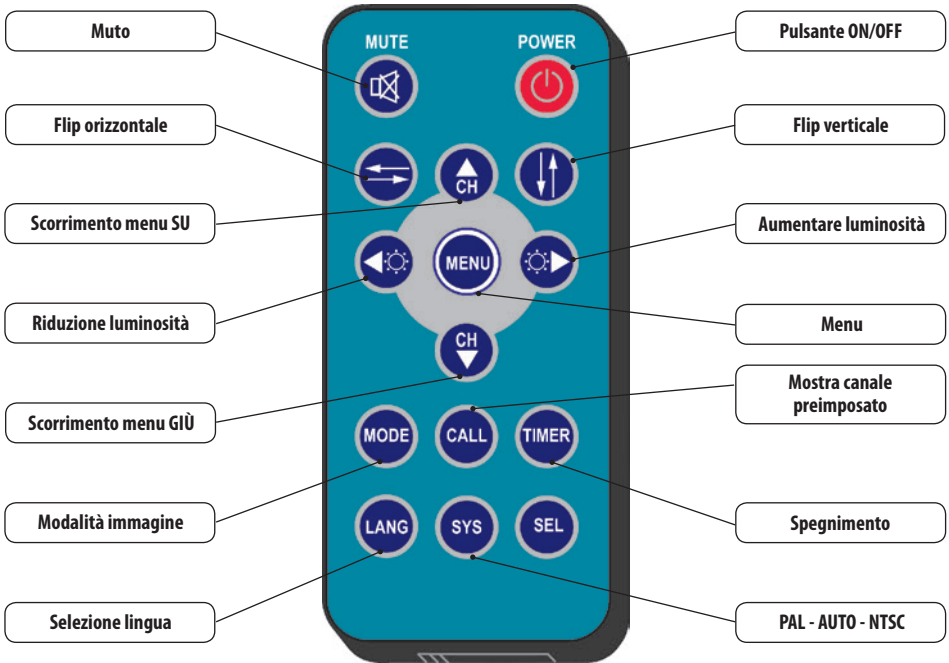 Muto
MUTE
POWER
Pulsante ON/OFF
Flip orizzontale
Flip verticale
CH
Scorrimento menu SU
Aumentare luminosità
MENU
Riduzione luminosità
Menu
CH
Mostra canale
preimposato
Scorrimento menu GIÙ
MODE
CALL
TIMER
Modalità immagine
Spegnimento
LANG
SYS
SEL
Selezione lingua
PAL - AUTO - NTSC